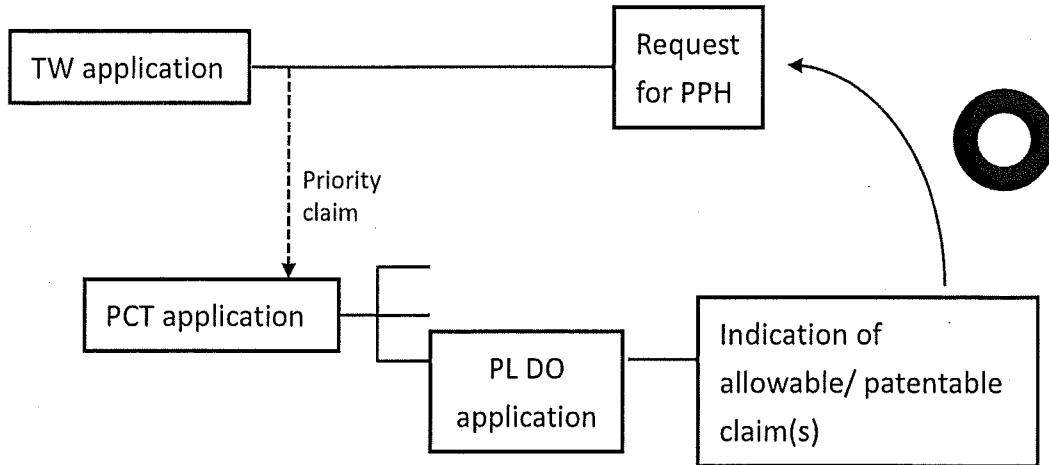 TW application
Request
for PPH
Priority
claim
PCT application
PL DO
application
Indication of
allowable/ patentable
claim(s)